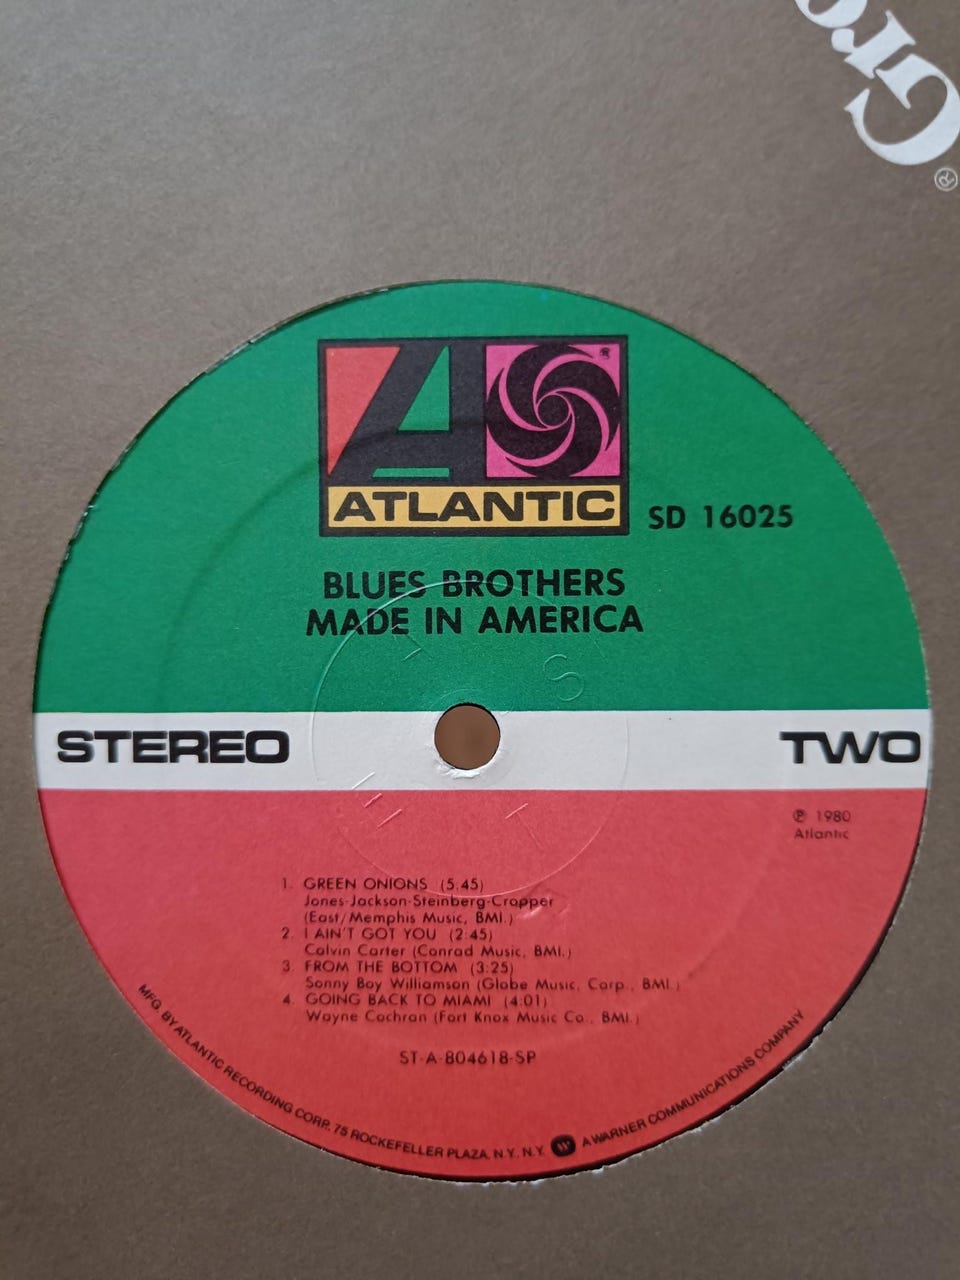 Gro
®
ATLANTIC
SD 16025
BLUES BROTHERS
MADE IN AMERICA
STEREO
TWO
℗ 1980
Atlantic
1. GREEN ONIONS (5:45)
Jones-Jackson-Steinberg-Cropper
(East/Memphis Music, BMI.)
2. I AIN'T GOT YOU (2:45)
Calvin Carter (Conrad Music, BMI.)
3. FROM THE BOTTOM (3:25)
Sonny Boy Williamson (Globe Music, Corp., BMI.)
4. GOING BACK TO MIAMI (4:01)
Wayne Cochran (Fort Knox Music Co., BMI.)
ST-A-804618-SP
MFG. BY ATLANTIC RECORDING CORP. 75 ROCKEFELLER PLAZA, N.Y., N.Y. W A WARNER COMMUNICATIONS COMPANY